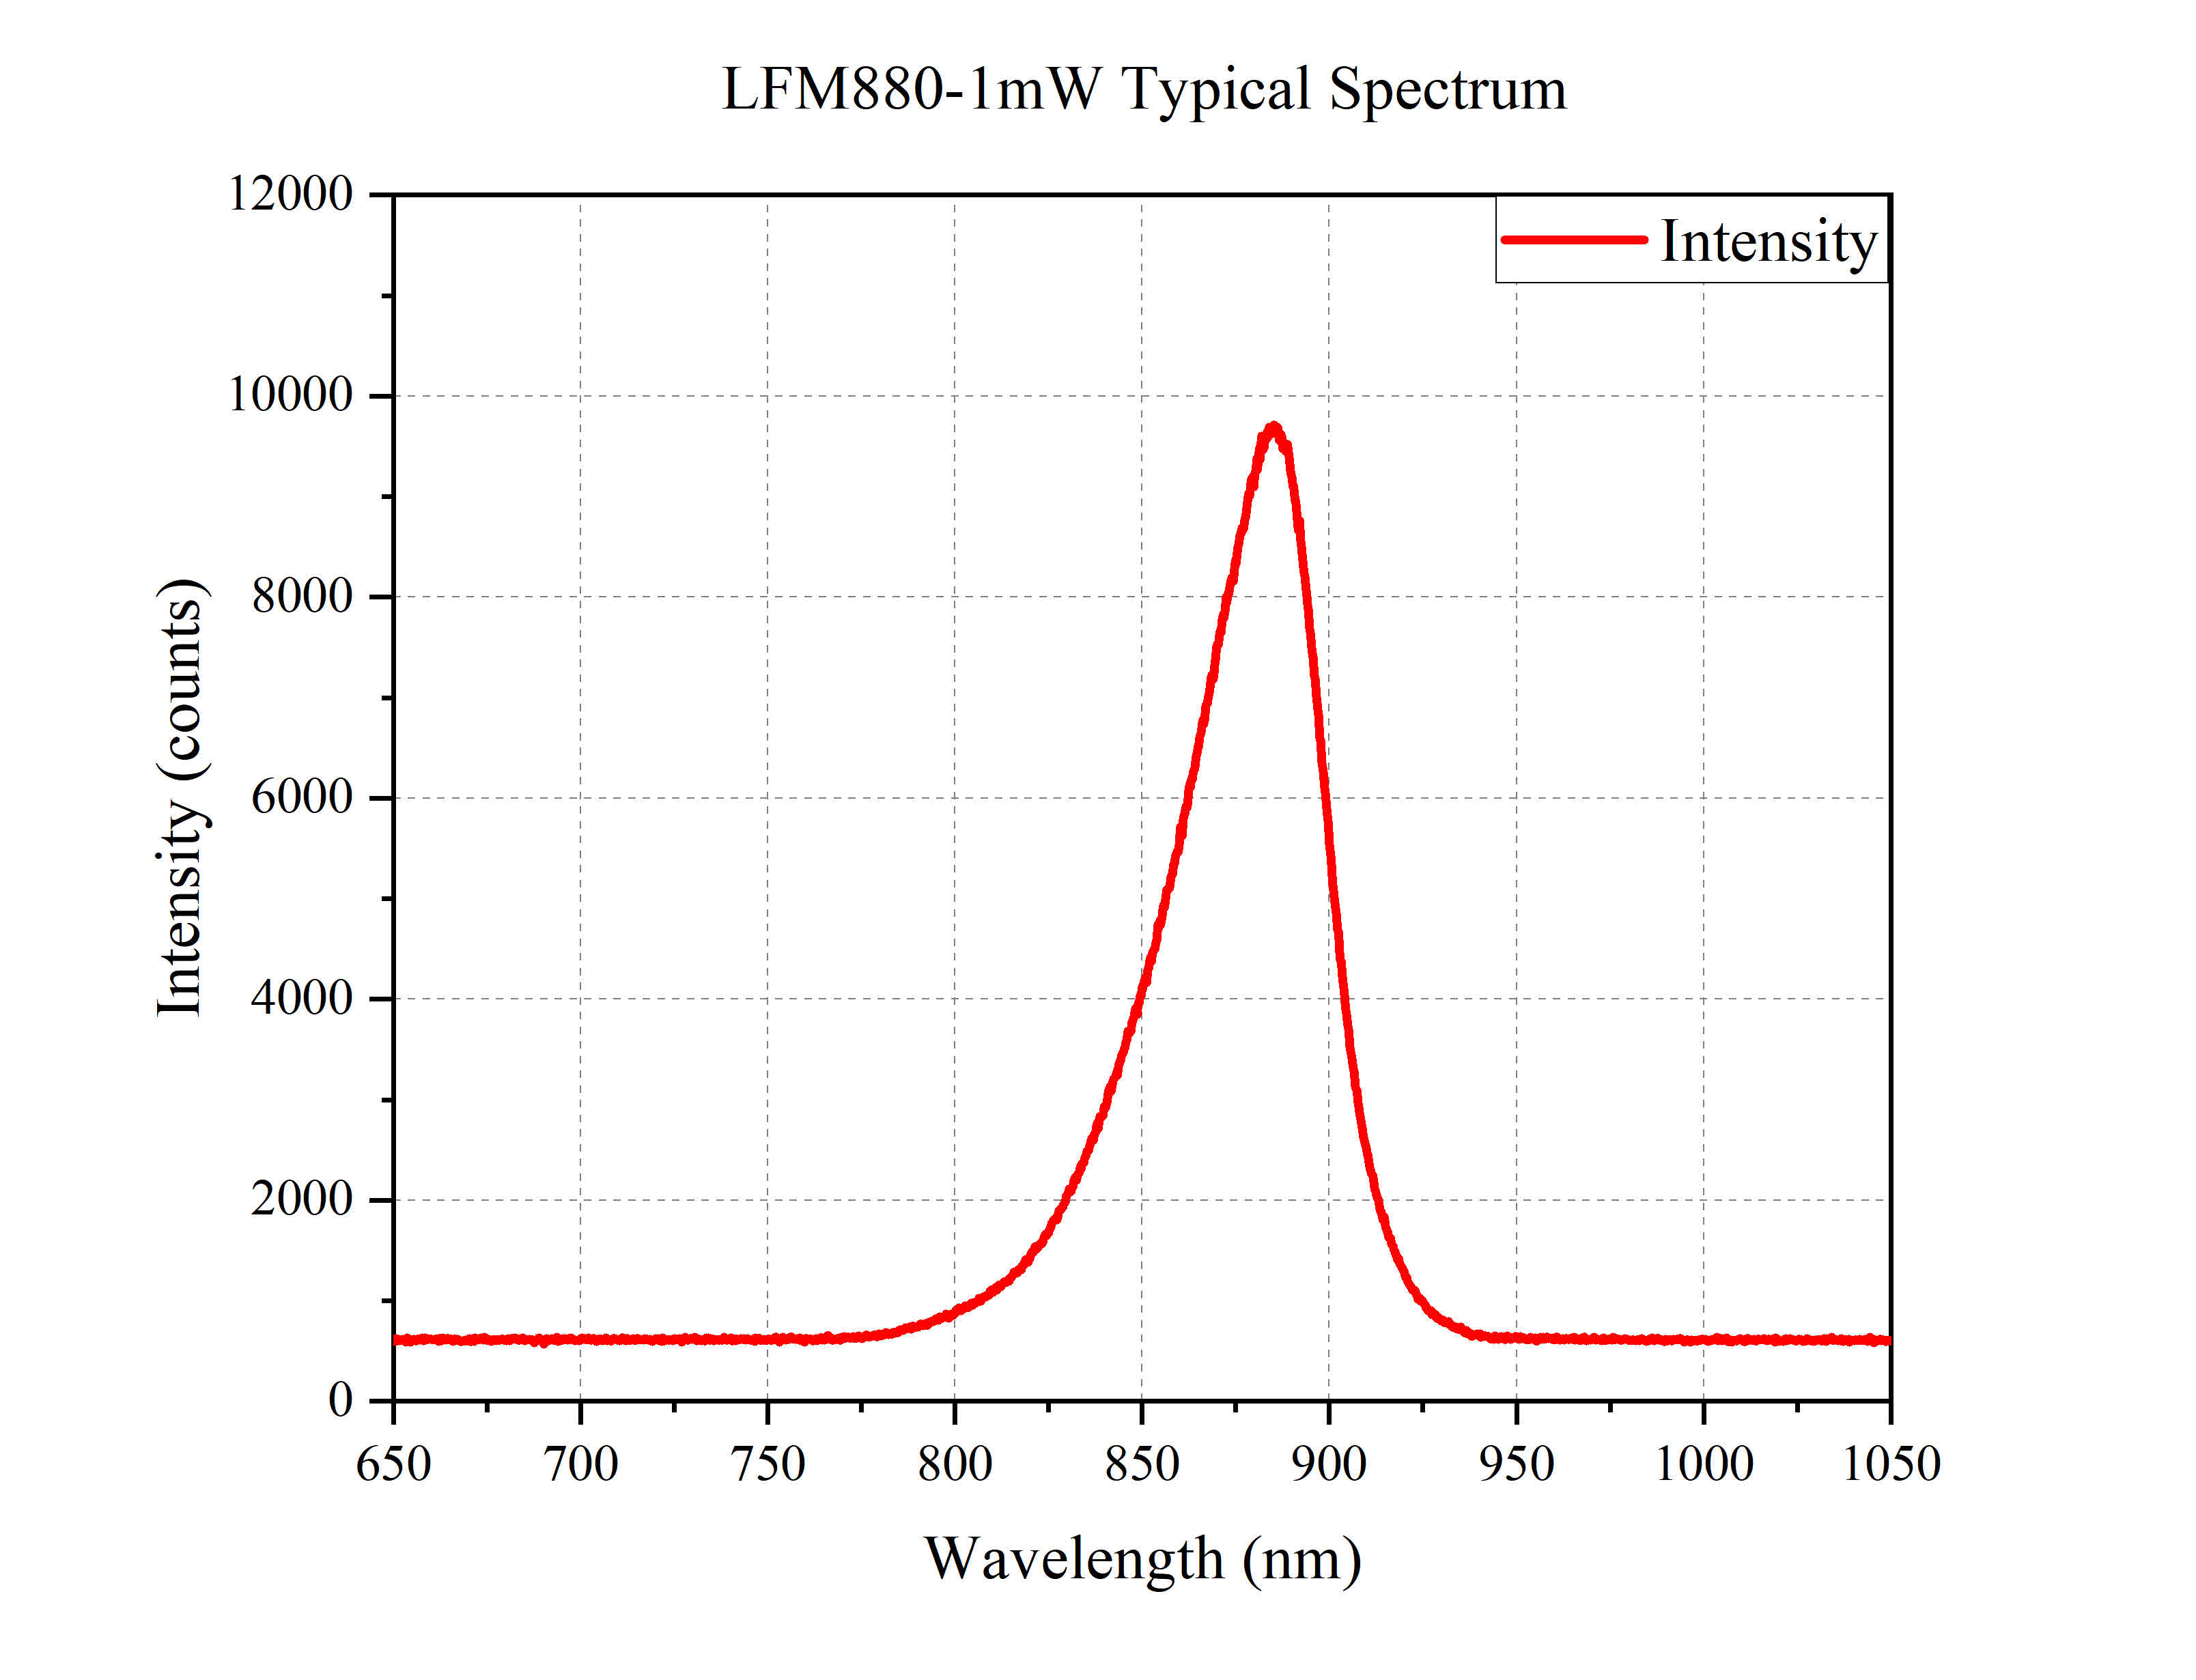 LFM880-1mW Typical Spectrum
Intensity
12000
10000
8000
6000
4000
2000
0
Intensity (counts)
650 700 750 800 850 900 950 1000 1050
Wavelength (nm)